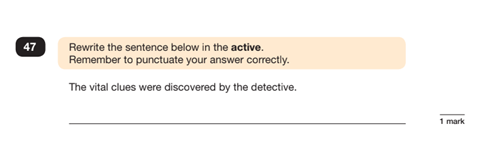 47
Rewrite the sentence below in the active.
Remember to punctuate your answer correctly.
The vital clues were discovered by the detective.
1 mark